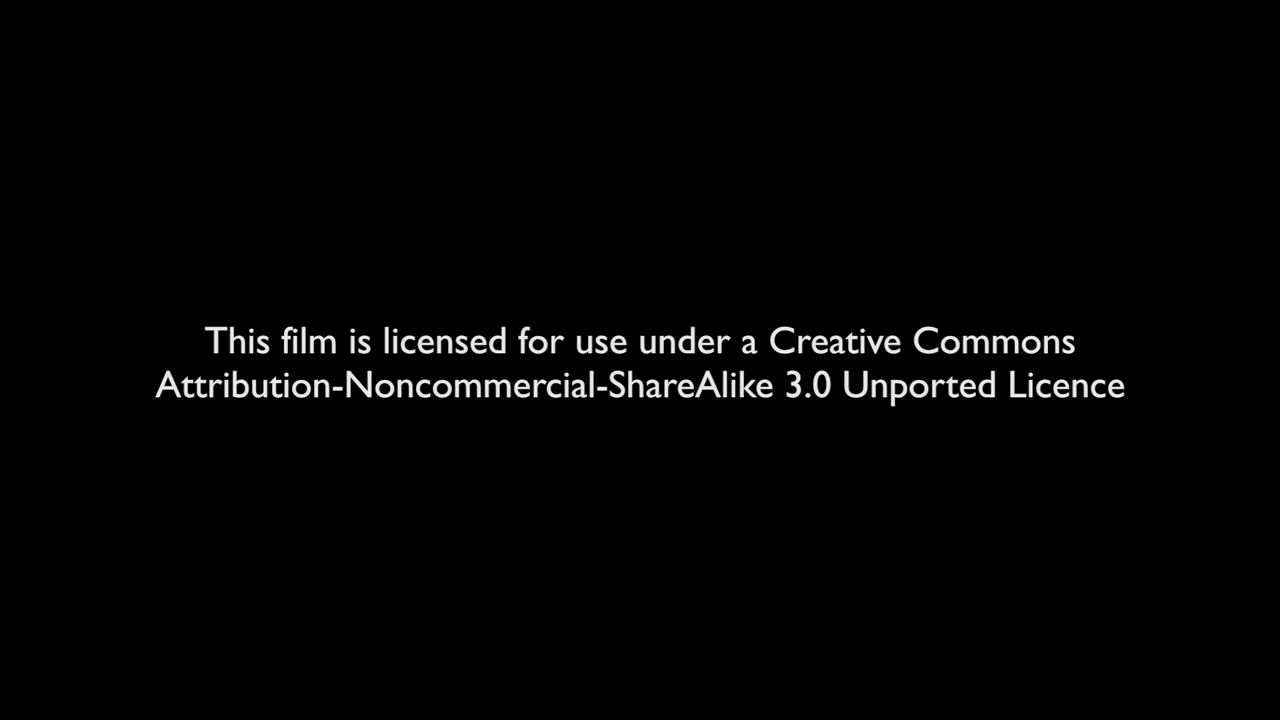 This film is licensed for use under a Creative Commons
Attribution-Noncommercial-ShareAlike 3.0 Unported Licence